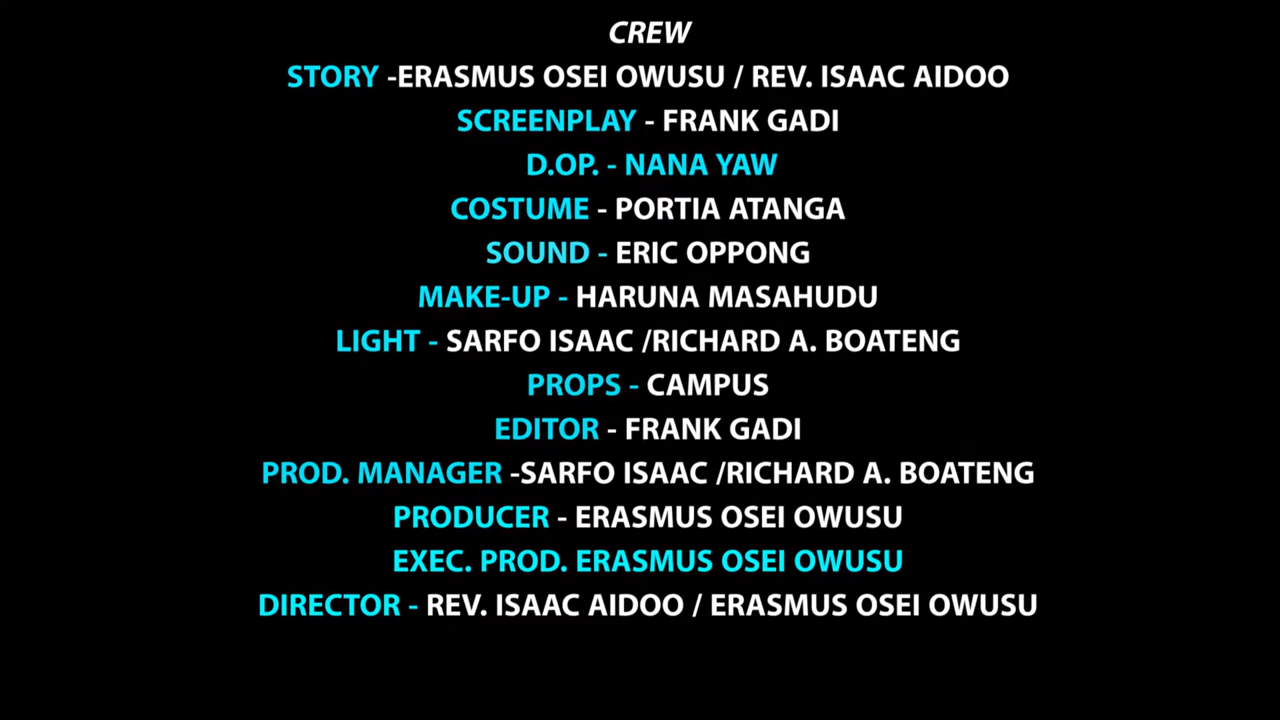 CREW
STORY -ERASMUS OSEI OWUSU / REV. ISAAC AIDOO
SCREENPLAY - FRANK GADI
D.OP. - NANA YAW
COSTUME - PORTIA ATANGA
SOUND - ERIC OPPONG
MAKE-UP - HARUNA MASAHUDU
LIGHT - SARFO ISAAC /RICHARD A. BOATENG
PROPS - CAMPUS
EDITOR - FRANK GADI
PROD. MANAGER -SARFO ISAAC /RICHARD A. BOATENG
PRODUCER - ERASMUS OSEI OWUSU
EXEC. PROD. ERASMUS OSEI OWUSU
DIRECTOR - REV. ISAAC AIDOO / ERASMUS OSEI OWUSU